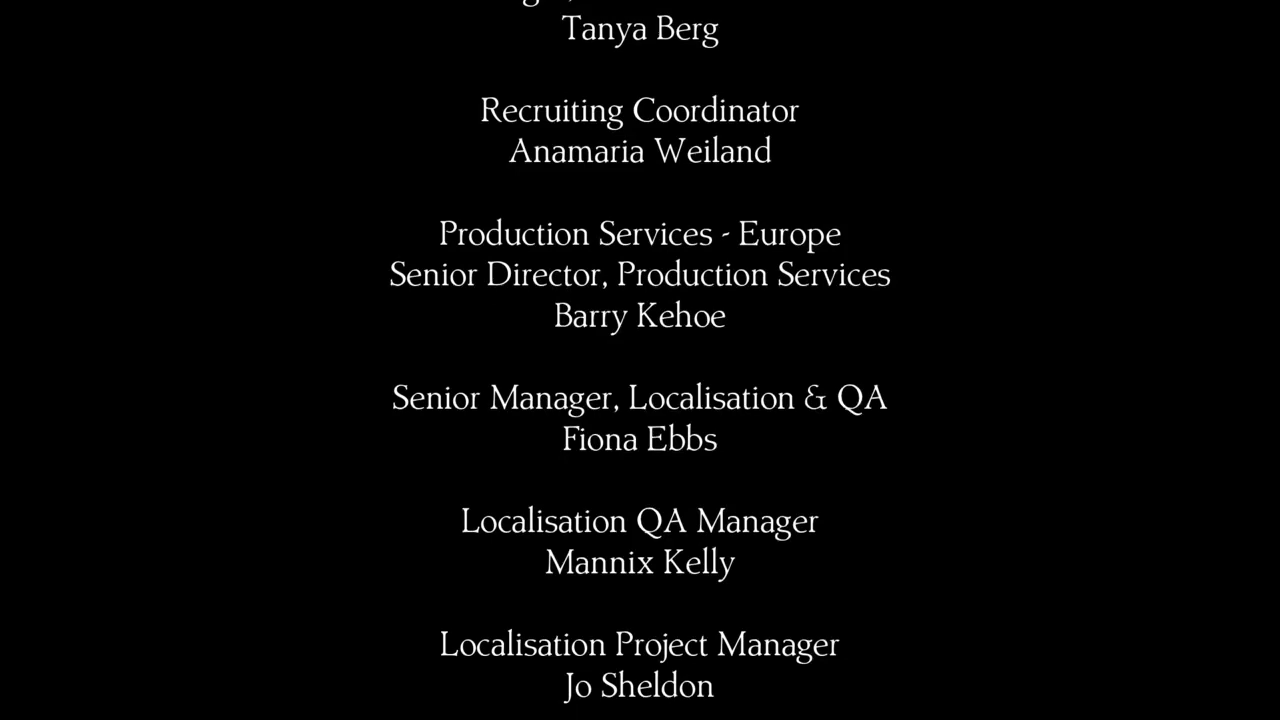 Tanya Berg
Recruiting Coordinator
Anamaria Weiland
Production Services - Europe
Senior Director, Production Services
Barry Kehoe
Senior Manager, Localisation & QA
Fiona Ebbs
Localisation QA Manager
Mannix Kelly
Localisation Project Manager
Jo Sheldon